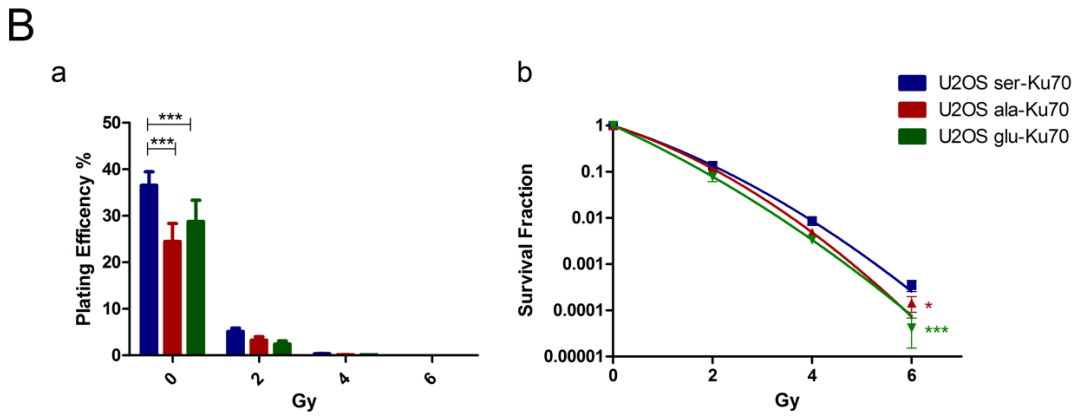 B
a
b
U2OS ser-Ku70
U2OS ala-Ku70
U2OS glu-Ku70
Plating Efficency %
50
40
30
20
10
0
***
***
0
2
4
6
Gy
Survival Fraction
1
0.1
0.01
0.001
0.0001
0.00001
*
***
0
2
4
6
Gy